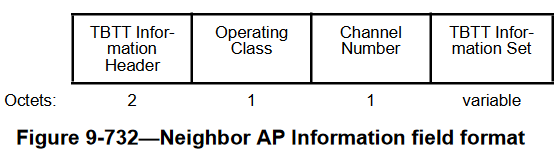 TBTT Infor-
mation
Header
Operating
Class
Channel
Number
TBTT Infor-
mation Set
Octets: 2 1 1 variable
Figure 9-732—Neighbor AP Information field format